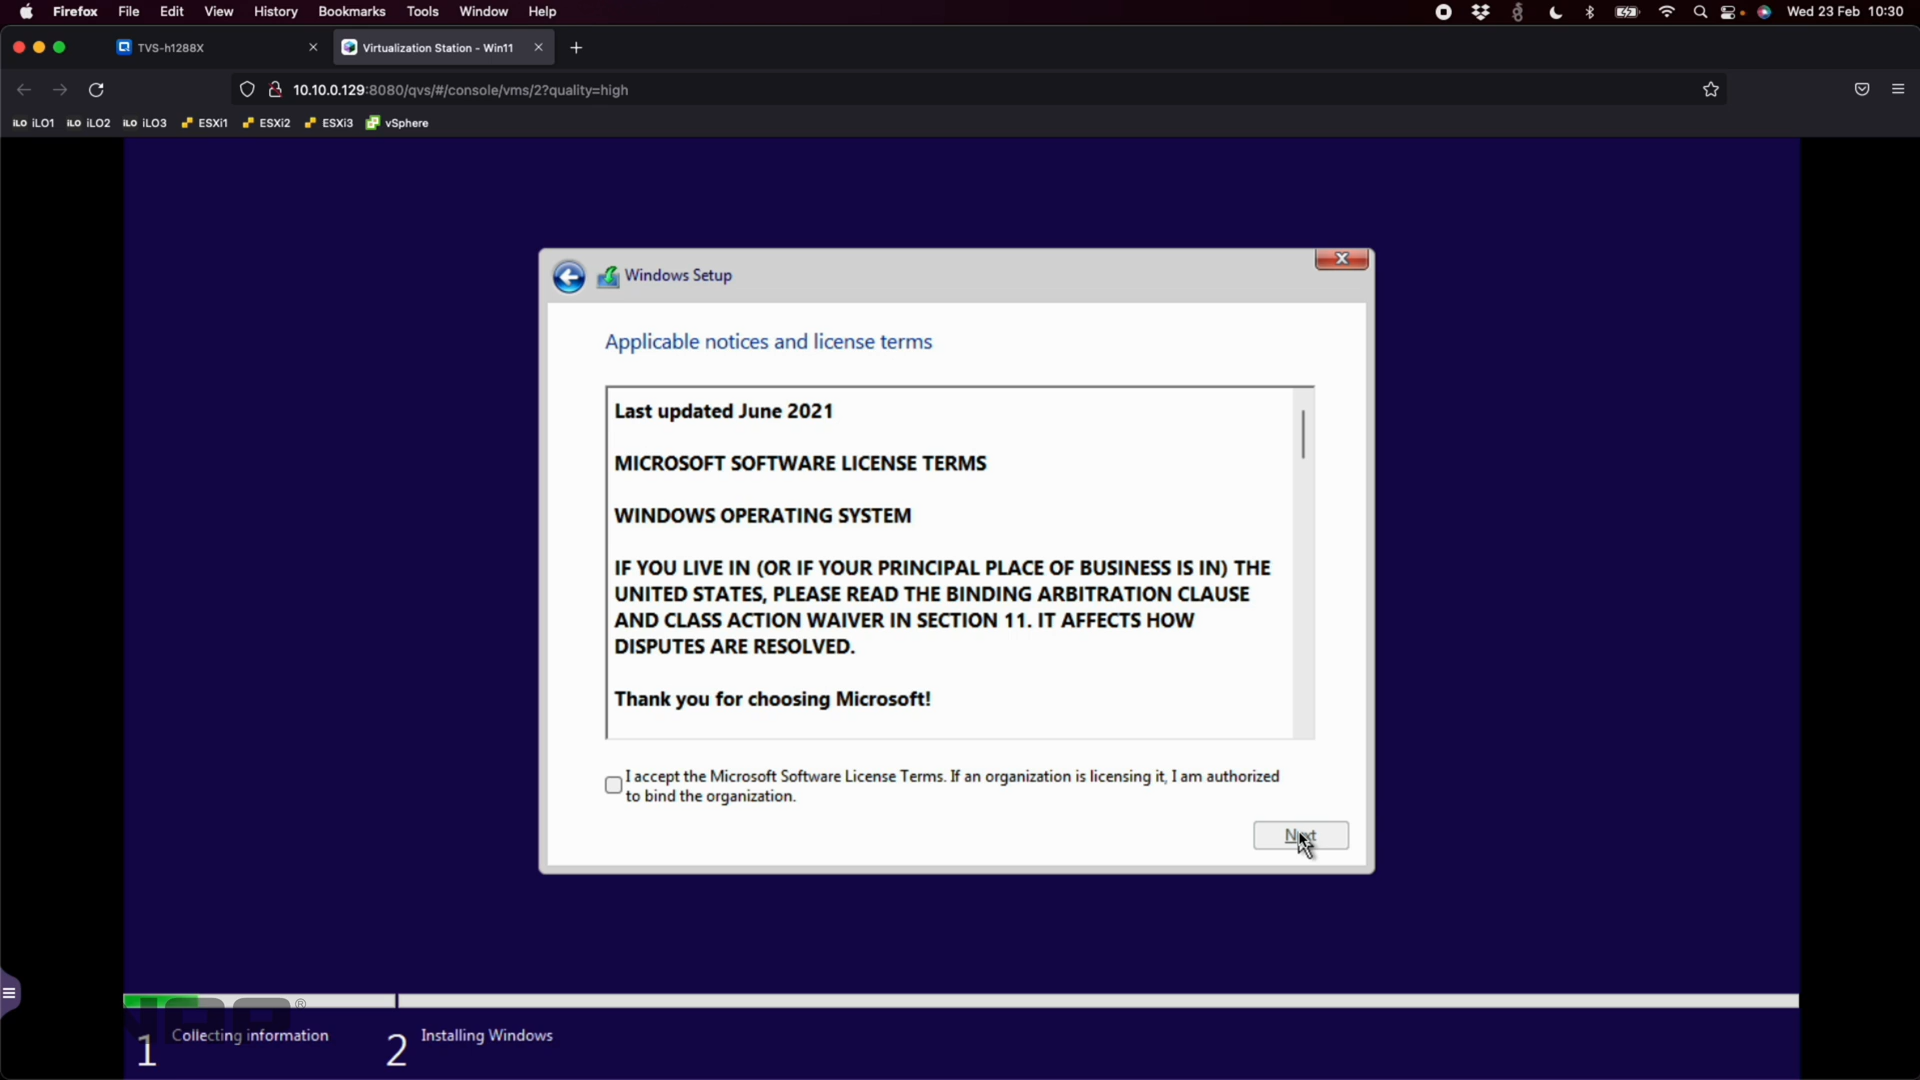 Firefox File Edit View History Bookmarks Tools Window Help Wed 23 Feb 10:30
TVS-h1288X Virtualization Station - Win11
10.10.0.129:8080/qvs/#/console/vms/2?quality=high
iLO iLO1 iLO iLO2 iLO iLO3 ESXi1 ESXi2 ESXi3 vSphere
Windows Setup
Applicable notices and license terms
Last updated June 2021
MICROSOFT SOFTWARE LICENSE TERMS
WINDOWS OPERATING SYSTEM
IF YOU LIVE IN (OR IF YOUR PRINCIPAL PLACE OF BUSINESS IS IN) THE
UNITED STATES, PLEASE READ THE BINDING ARBITRATION CLAUSE
AND CLASS ACTION WAIVER IN SECTION 11. IT AFFECTS HOW
DISPUTES ARE RESOLVED.
Thank you for choosing Microsoft!
I accept the Microsoft Software License Terms. If an organization is licensing it, I am authorized
to bind the organization.
Next
1 Collecting information 2 Installing Windows